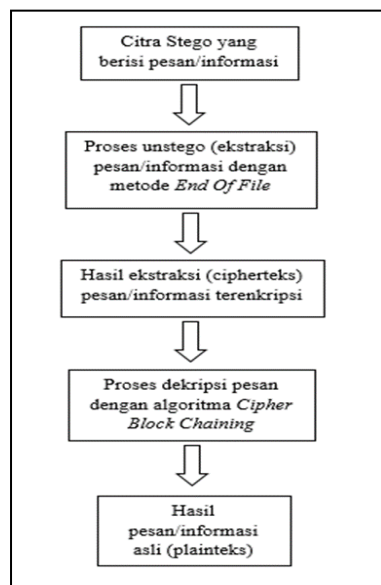 Citra Stego yang
berisi pesan/informasi
Proses unstego (ekstraksi)
pesan/informasi dengan
metode End Of File
Hasil ekstraksi (cipherteks)
pesan/informasi terenkripsi
Proses dekripsi pesan
dengan algoritma Cipher
Block Chaining
Hasil
pesan/informasi
asli (plainteks)